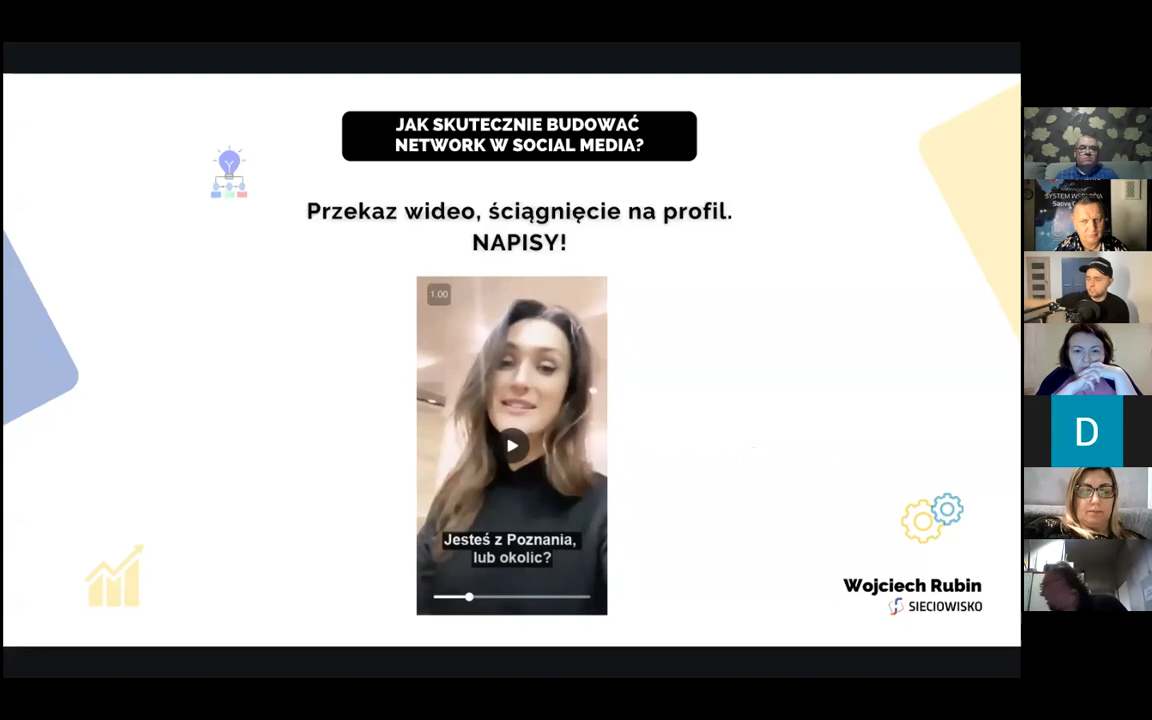 JAK SKUTECZNIE BUDOWAĆ
NETWORK W SOCIAL MEDIA?
Przekaz wideo, ściągnięcie na profil.
NAPISY!
1.00
Jesteś z Poznania,
lub okolic?
Wojciech Rubin
SIECIOWISKO
D